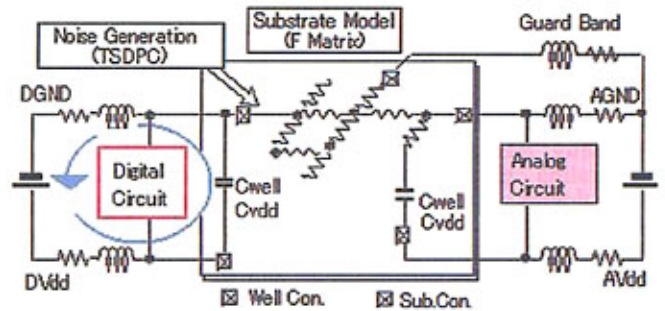 Noise Generation
(TSDPC)
Substrate Model
(F Matrix)
Guard Band
DGND
AGND
Digital
Circuit
Cwell
Cvdd
Cwell
Cvdd
Analog
Circuit
DVdd
AVdd
Well Con.
Sub.Con.